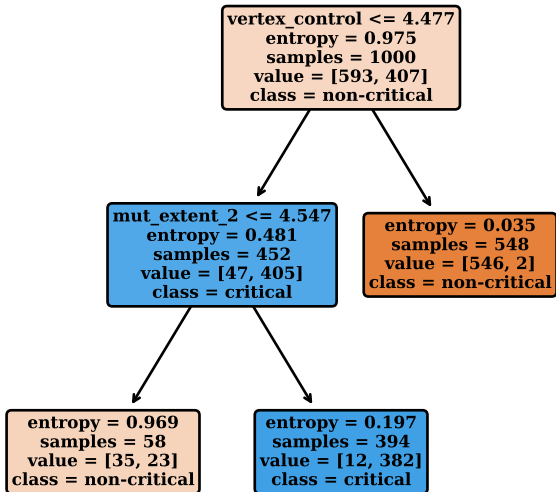 vertex_control <= 4.477
entropy = 0.975
samples = 1000
value = [593, 407]
class = non-critical
mut_extent_2 <= 4.547
entropy = 0.481
samples = 452
value = [47, 405]
class = critical
entropy = 0.035
samples = 548
value = [546, 2]
class = non-critical
entropy = 0.969
samples = 58
value = [35, 23]
class = non-critical
entropy = 0.197
samples = 394
value = [12, 382]
class = critical